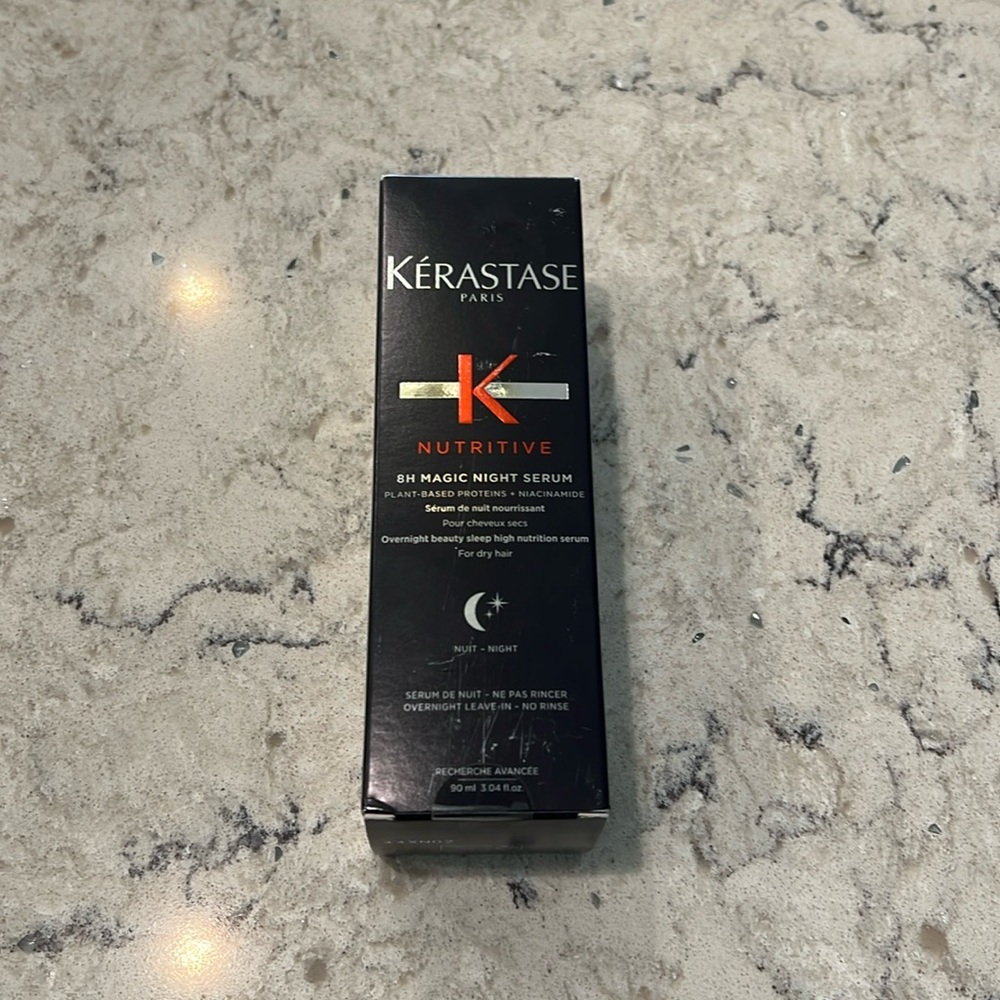 KÉRASTASE
PARIS
K
NUTRITIVE
8H MAGIC NIGHT SERUM
PLANT-BASED PROTEINS + NIACINAMIDE
Sérum de nuit nourrissant
Pour cheveux secs
Overnight beauty sleep high nutrition serum
For dry hair
NUIT - NIGHT
SÉRUM DE NUIT - NE PAS RINCER
OVERNIGHT LEAVE-IN - NO RINSE
RECHERCHE AVANCÉE
90 ml 3.04 fl.oz.